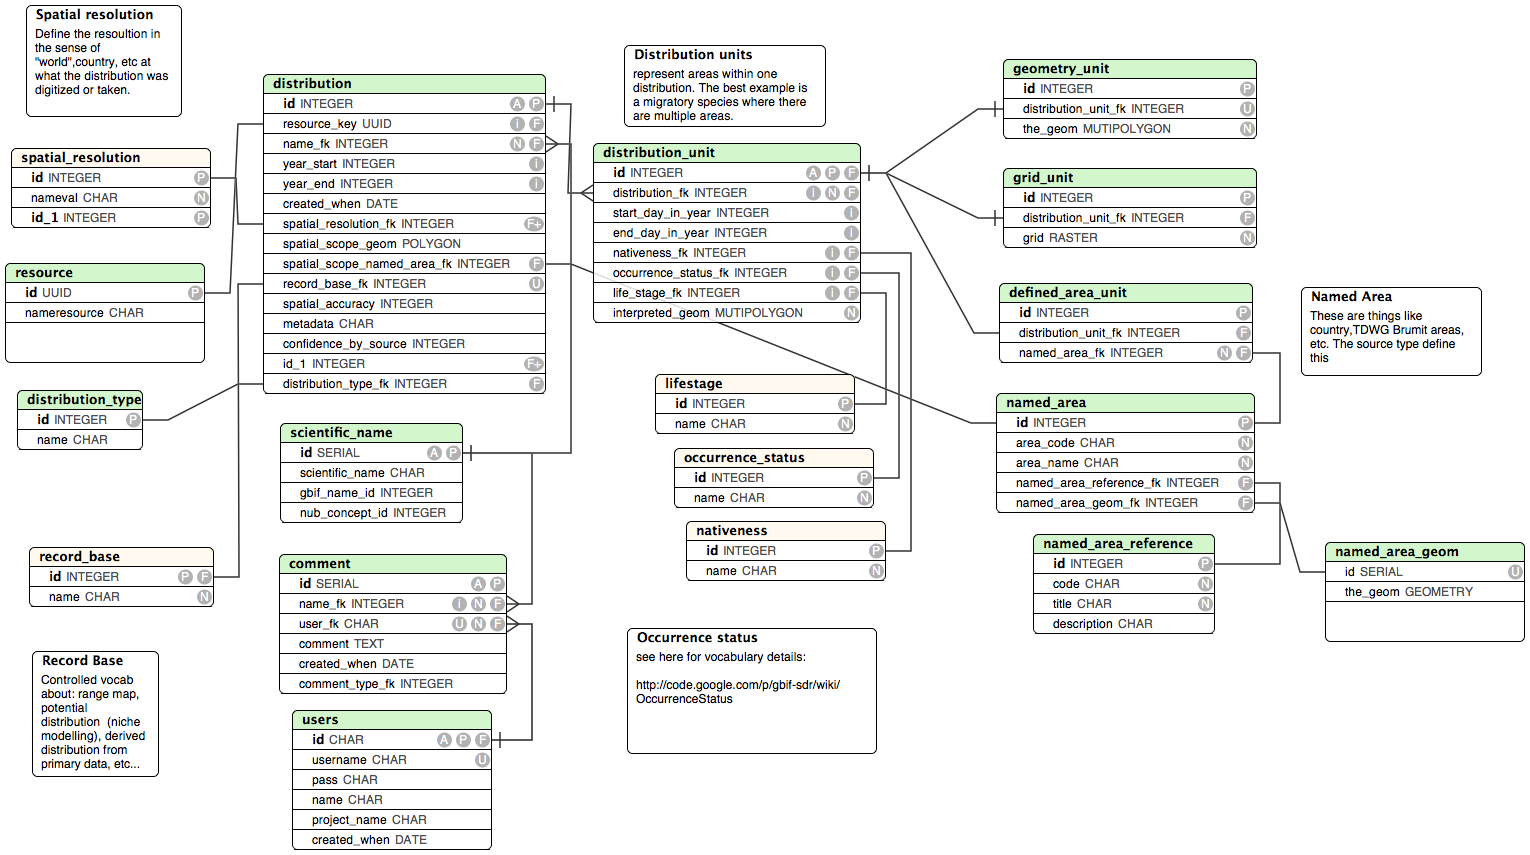 Spatial resolution
Define the resoultion in
the sense of
"world",country, etc at
what the distribution was
digitized or taken.
spatial_resolution
id INTEGER P
nameval CHAR N
id_1 INTEGER P
resource
id UUID P
nameresource CHAR
distribution_type
id INTEGER P
name CHAR
record_base
id INTEGER P F
name CHAR N
Record Base
Controlled vocab
about: range map,
potential
distribution (niche
modelling), derived
distribution from
primary data, etc...
distribution
id INTEGER A P
resource_key UUID I F
name_fk INTEGER N F
year_start INTEGER I
year_end INTEGER I
created_when DATE
spatial_resolution_fk INTEGER F+
spatial_scope_geom POLYGON
spatial_scope_named_area_fk INTEGER F
record_base_fk INTEGER U
spatial_accuracy INTEGER
metadata CHAR
confidence_by_source INTEGER
id_1 INTEGER F+
distribution_type_fk INTEGER F
scientific_name
id SERIAL A P
scientific_name CHAR
gbif_name_id INTEGER
nub_concept_id INTEGER
comment
id SERIAL A P
name_fk INTEGER I N F
user_fk CHAR U N F
comment TEXT
created_when DATE
comment_type_fk INTEGER
users
id CHAR A P F
username CHAR U
pass CHAR
name CHAR
project_name CHAR
created_when DATE
Distribution units
represent areas within one
distribution. The best example is
a migratory species where there
are multiple areas.
distribution_unit
id INTEGER A P F
distribution_fk INTEGER I N F
start_day_in_year INTEGER I
end_day_in_year INTEGER I
nativeness_fk INTEGER I F
occurrence_status_fk INTEGER I F
life_stage_fk INTEGER I F
interpreted_geom MUTIPOLYGON N
lifestage
id INTEGER P
name CHAR N
occurrence_status
id INTEGER P
name CHAR N
nativeness
id INTEGER P
name CHAR N
Occurrence status
see here for vocabulary details:
http://code.google.com/p/gbif-sdr/wiki/
OccurrenceStatus
geometry_unit
id INTEGER P
distribution_unit_fk INTEGER U
the_geom MUTIPOLYGON N
grid_unit
id INTEGER P
distribution_unit_fk INTEGER F
grid RASTER N
defined_area_unit
id INTEGER P
distribution_unit_fk INTEGER F
named_area_fk INTEGER N F
Named Area
These are things like
country,TDWG Brumit areas,
etc. The source type define
this
named_area
id INTEGER P
area_code CHAR N
area_name CHAR N
named_area_reference_fk INTEGER F
named_area_geom_fk INTEGER F
named_area_reference
id INTEGER P
code CHAR N
title CHAR N
description CHAR
named_area_geom
id SERIAL U
the_geom GEOMETRY